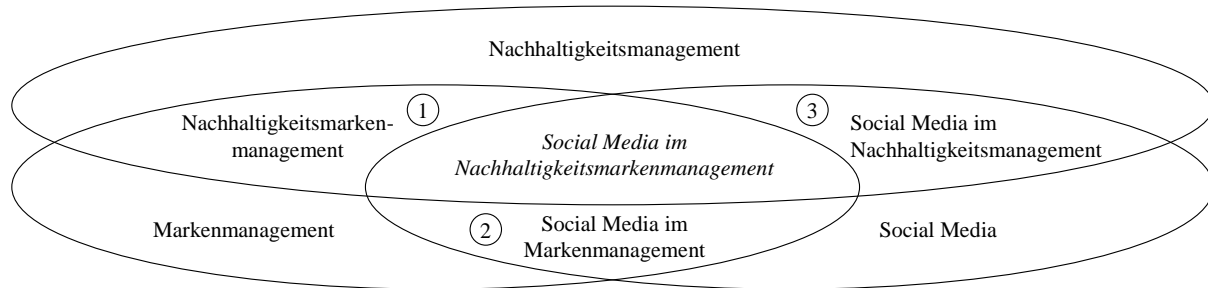 Nachhaltigkeitsmanagement
1
3
Nachhaltigkeitsmarken-
management
Social Media im
Nachhaltigkeitsmarkenmanagement
Social Media im
Nachhaltigkeitsmanagement
Markenmanagement
2
Social Media im
Markenmanagement
Social Media